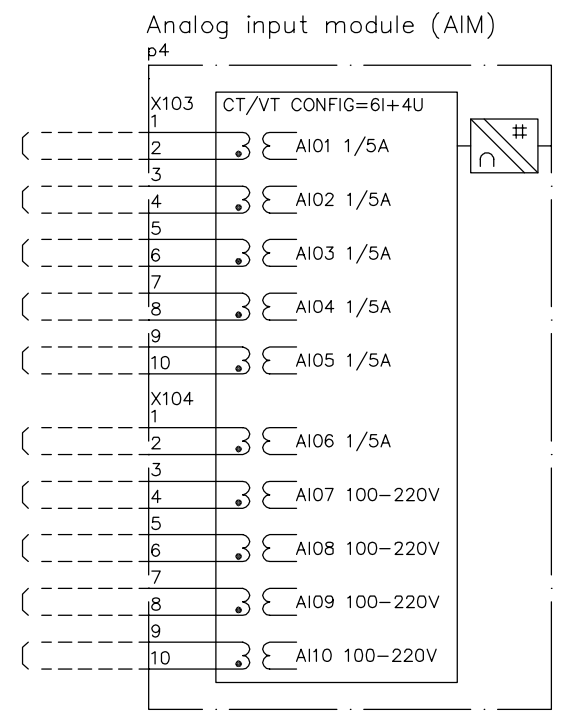 Analog input module (AIM)
p4
X103
CT/VT CONFIG=6I+4U
1
2
AI01 1/5A
#
∩
3
4
AI02 1/5A
5
6
AI03 1/5A
7
8
AI04 1/5A
9
10
AI05 1/5A
X104
1
2
AI06 1/5A
3
4
AI07 100-220V
5
6
AI08 100-220V
7
8
AI09 100-220V
9
10
AI10 100-220V